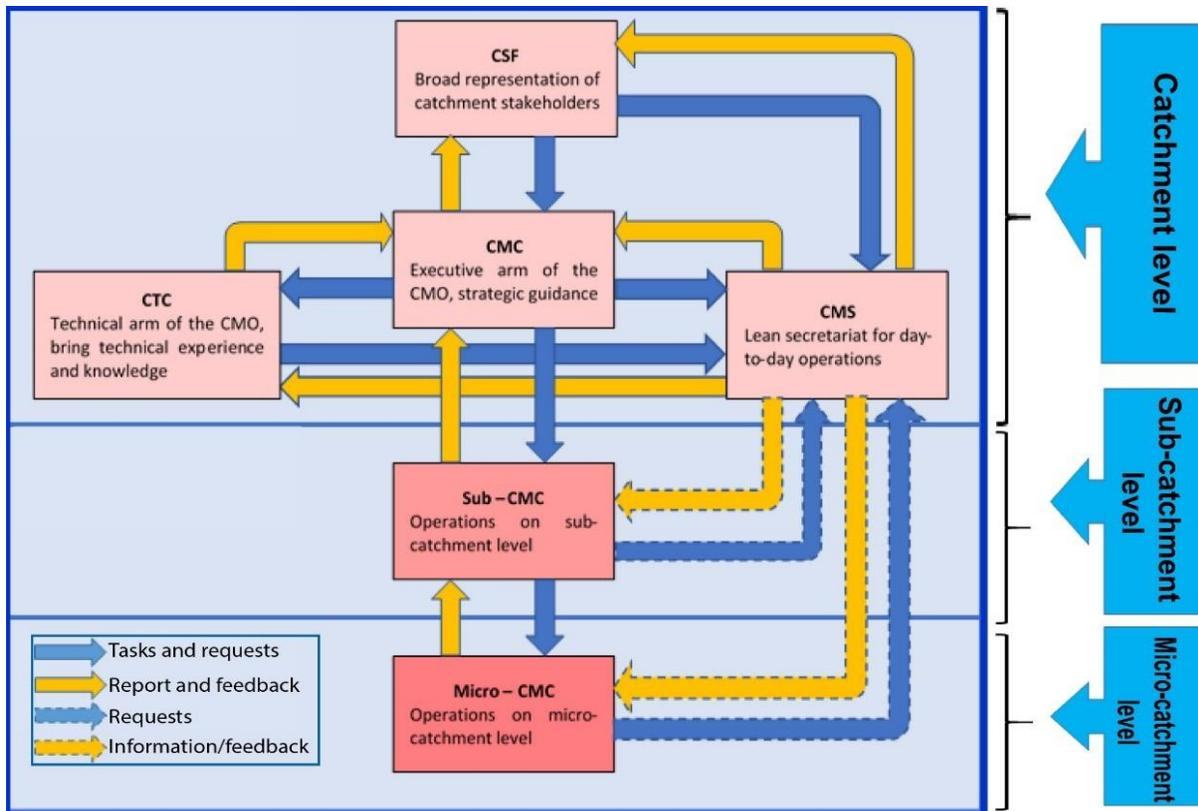 CSF
Broad representation of
catchment stakeholders
CMC
Executive arm of the
CMO, strategic guidance
CTC
Technical arm of the CMO,
bring technical experience
and knowledge
CMS
Lean secretariat for day-
to-day operations
Sub – CMC
Operations on sub-
catchment level
Micro – CMC
Operations on micro-
catchment level
Tasks and requests
Report and feedback
Requests
Information/feedback
Catchment level
Sub-catchment
level
Micro-catchment
level